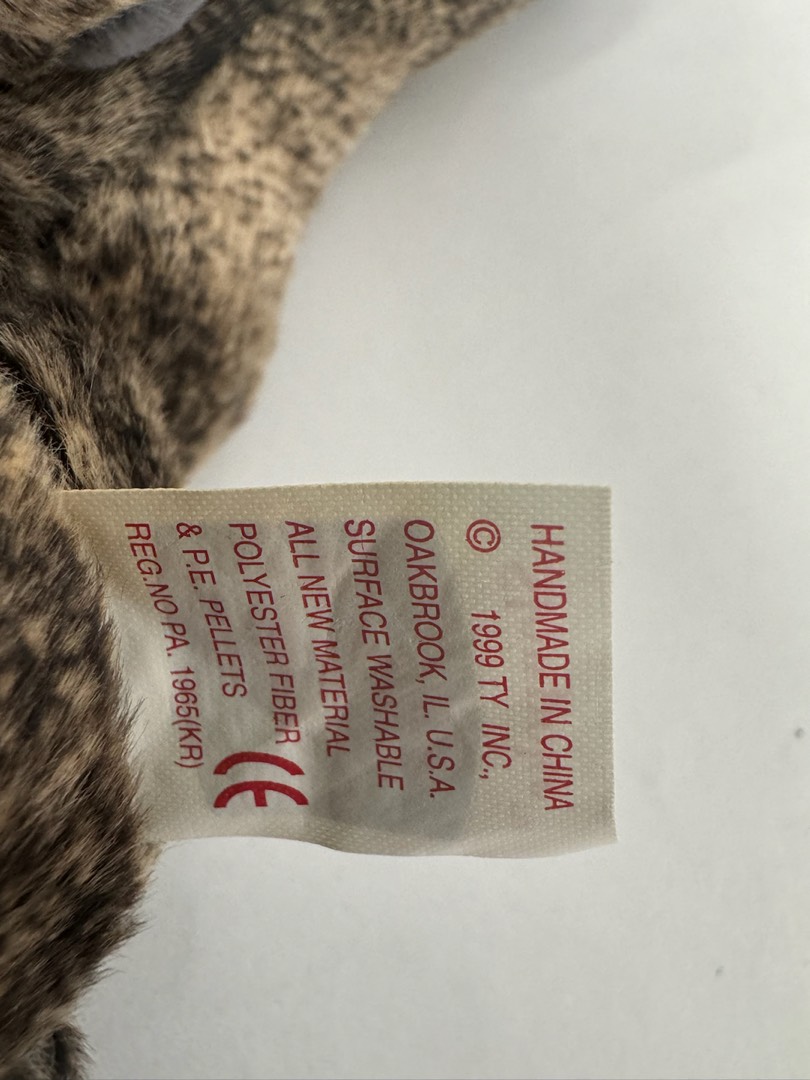 HANDMADE IN CHINA
© 1999 TY INC.,
OAKBROOK, IL. U.S.A.
SURFACE WASHABLE
ALL NEW MATERIAL
POLYESTER FIBER
& P.E. PELLETS CE
REG.NO PA. 1965(KR)